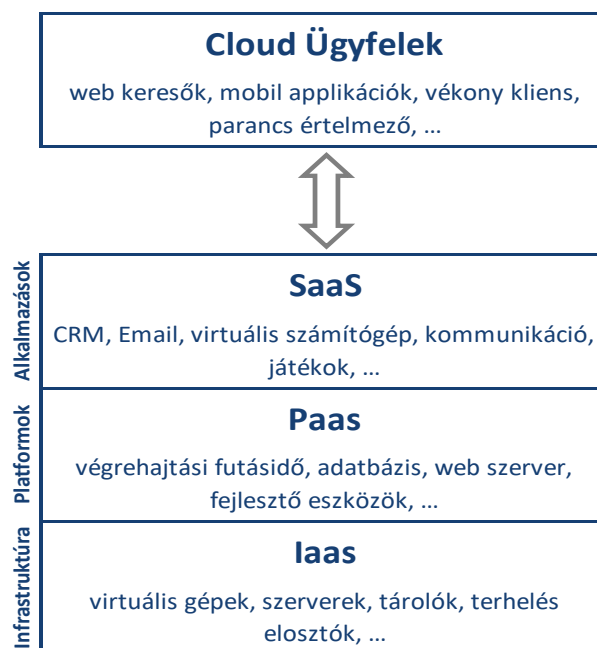 Cloud Ügyfelek
web keresők, mobil applikációk, vékony kliens,
parancs értelmező, ...
Alkalmazások
SaaS
CRM, Email, virtuális számítógép, kommunikáció,
játékok, ...
Platformok
Paas
végrehajtási futásidő, adatbázis, web szerver,
fejlesztő eszközök, ...
Infrastruktúra
Iaas
virtuális gépek, szerverek, tárolók, terhelés
elosztók, ...